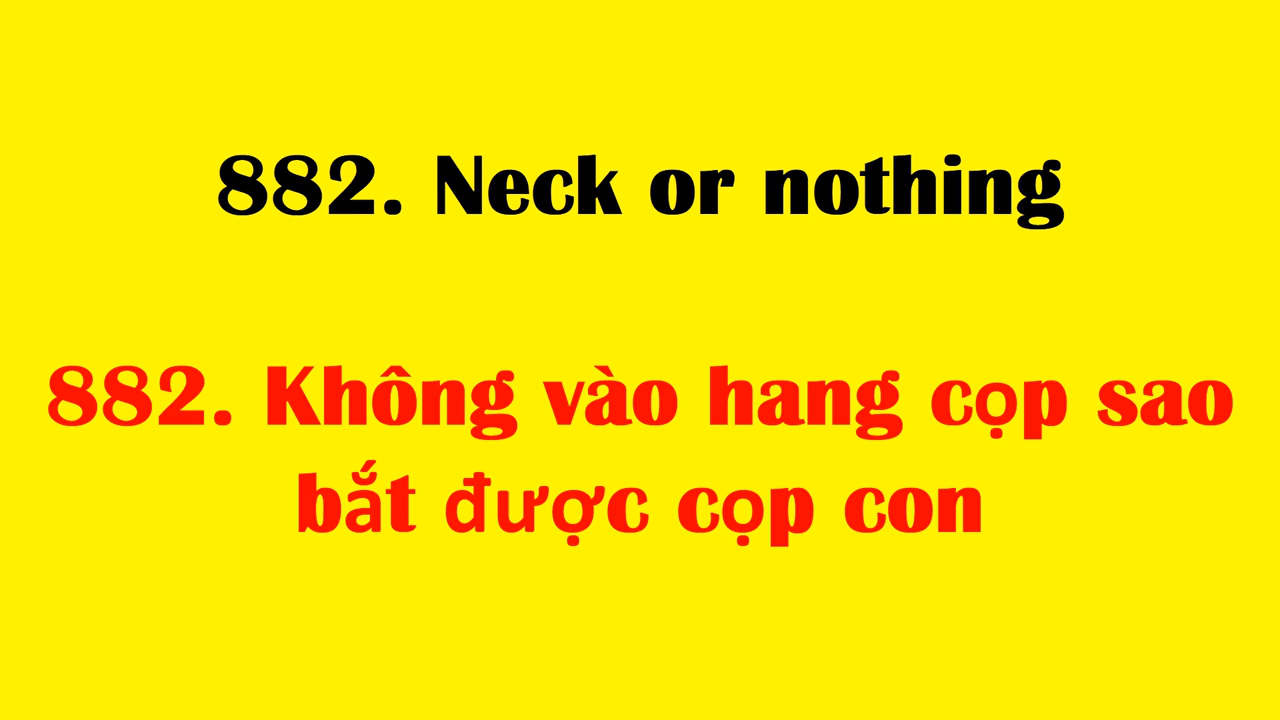 882. Neck or nothing
882. Không vào hang cọp sao
bắt được cọp con